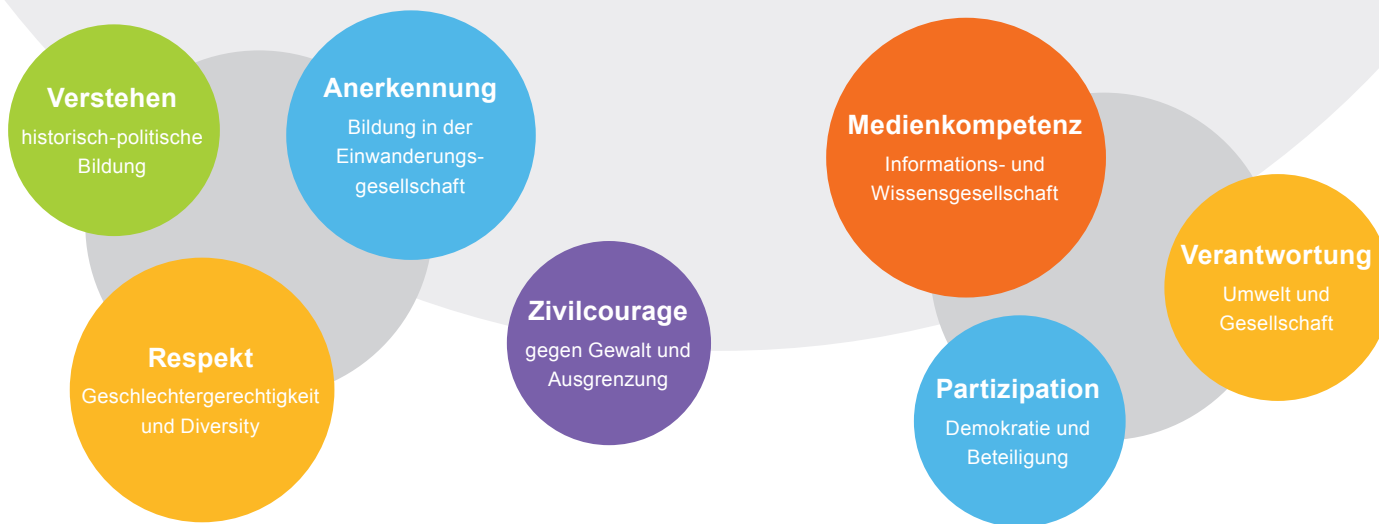 Verstehen
historisch-politische
Bildung
Anerkennung
Bildung in der
Einwanderungs-
gesellschaft
Respekt
Geschlechtergerechtigkeit
und Diversity
Zivilcourage
gegen Gewalt und
Ausgrenzung
Medienkompetenz
Informations- und
Wissensgesellschaft
Verantwortung
Umwelt und
Gesellschaft
Partizipation
Demokratie und
Beteiligung